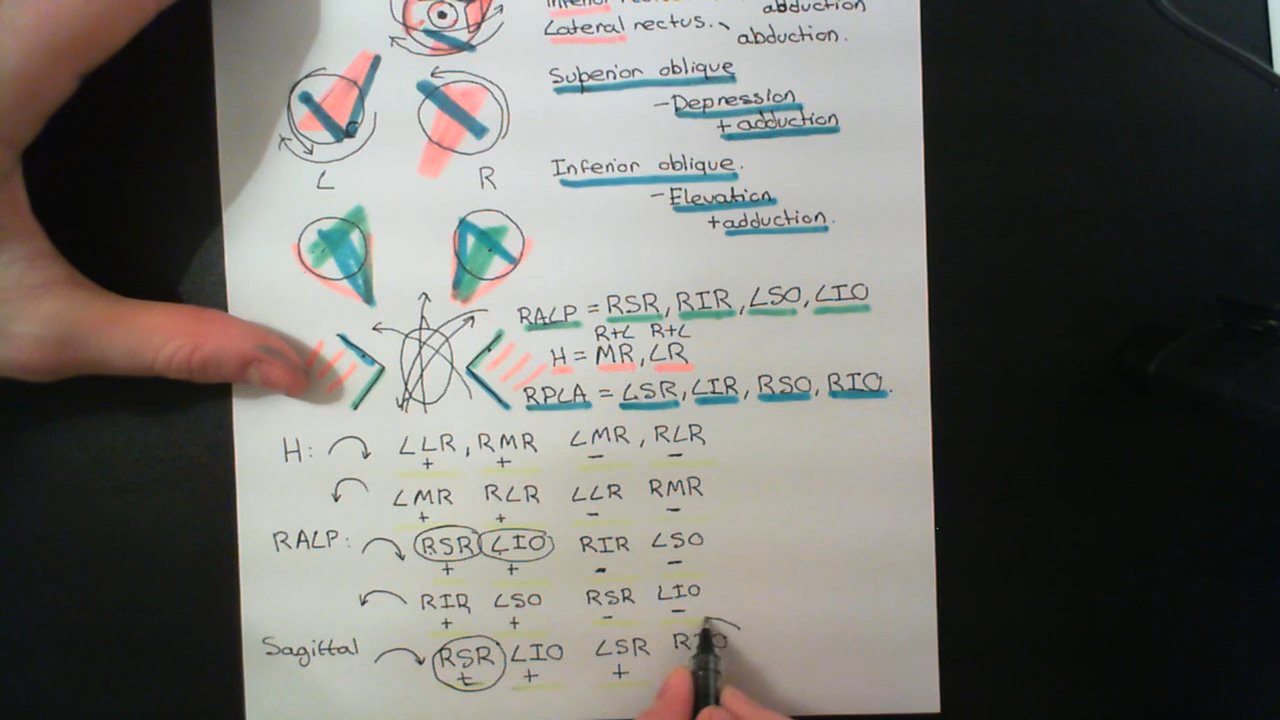 Inferior
abduction
Lateral rectus.
abduction.
Superior oblique
-Depression
+ adduction
L
R
Inferior oblique.
-Elevation
+adduction.
RALP = RSR, RIR, LSO, LIO
R+L R+L
H = MR, LR
RPLA = LSR, LIR, RSO, RIO.
H: LLR, RMR LMR, RLR
+ + - -
LMR RLR LLR RMR
+ + - -
RALP: RSR LIO RIR LSO
+ + - -
RIR LSO RSR LIO
+ + - -
Sagittal RSR LIO LSR RIO
+ + +